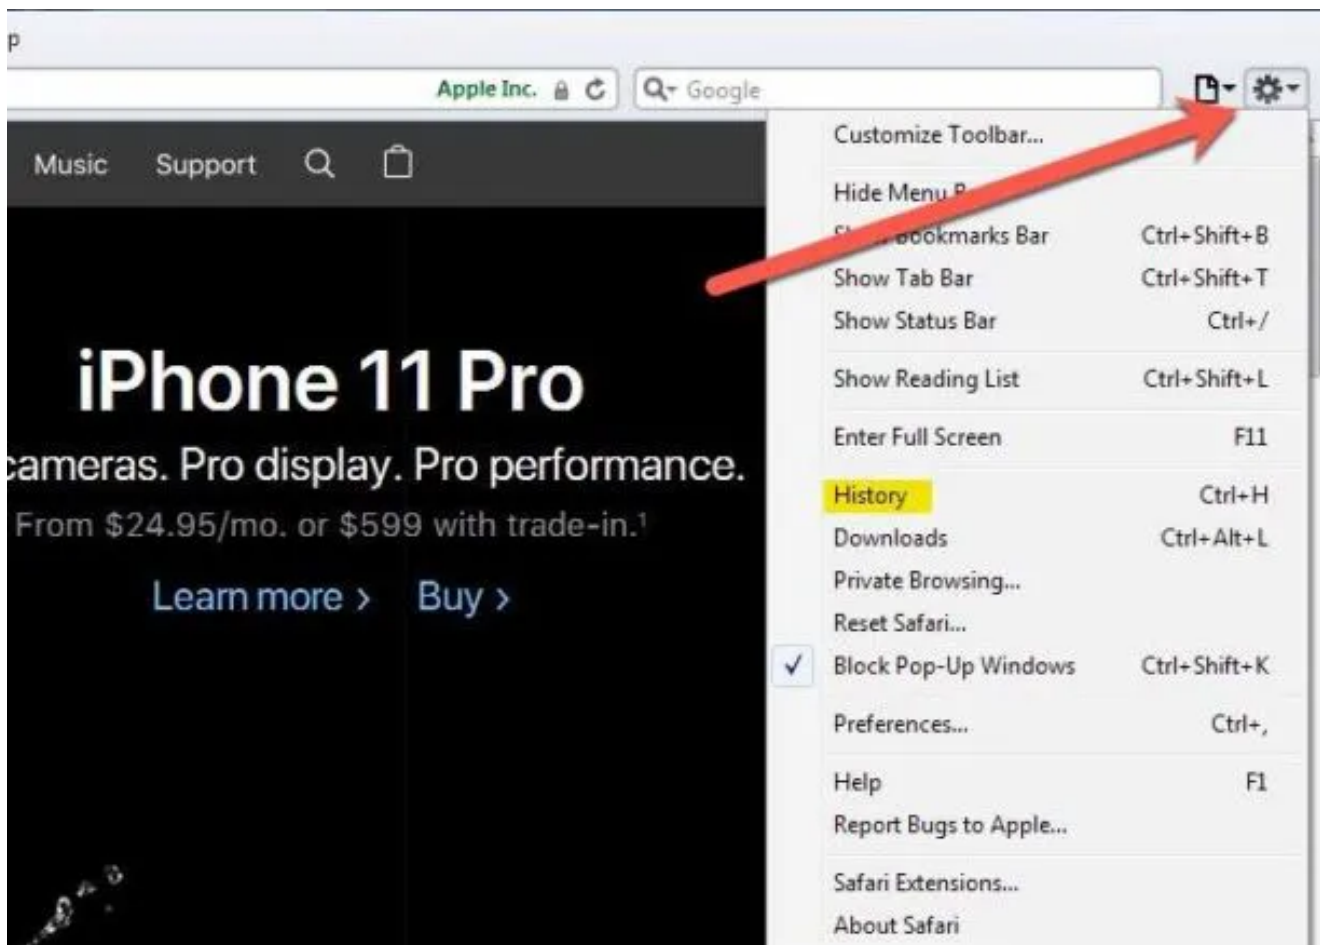 p
Apple Inc.
Google
Music Support
Customize Toolbar...
Hide Menu
Bookmarks Bar Ctrl+Shift+B
Show Tab Bar Ctrl+Shift+T
Show Status Bar Ctrl+/
Show Reading List Ctrl+Shift+L
Enter Full Screen F11
History Ctrl+H
Downloads Ctrl+Alt+L
Private Browsing...
Reset Safari...
Block Pop-Up Windows Ctrl+Shift+K
Preferences... Ctrl+,
Help F1
Report Bugs to Apple...
Safari Extensions...
About Safari
iPhone 11 Pro
cameras. Pro display. Pro performance.
From $24.95/mo. or $599 with trade-in.¹
Learn more > Buy >